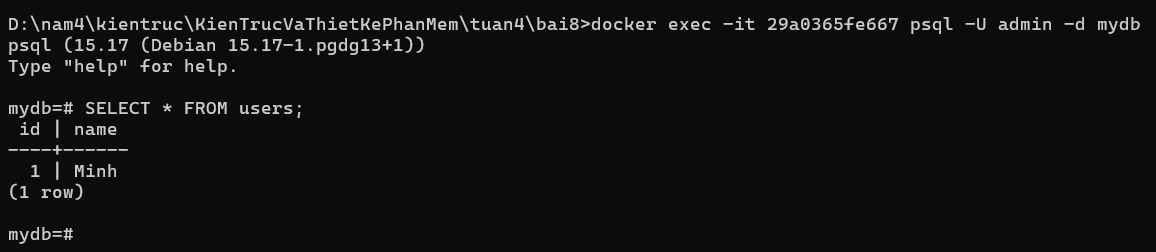 D:\nam4\kientruc\KienTrucVaThietKePhanMem\tuan4\bai8>docker exec -it 29a0365fe667 psql -U admin -d mydb
psql (15.17 (Debian 15.17-1.pgdg13+1))
Type "help" for help.
mydb=# SELECT * FROM users;
 id | name
----+------
  1 | Minh
(1 row)
mydb=#